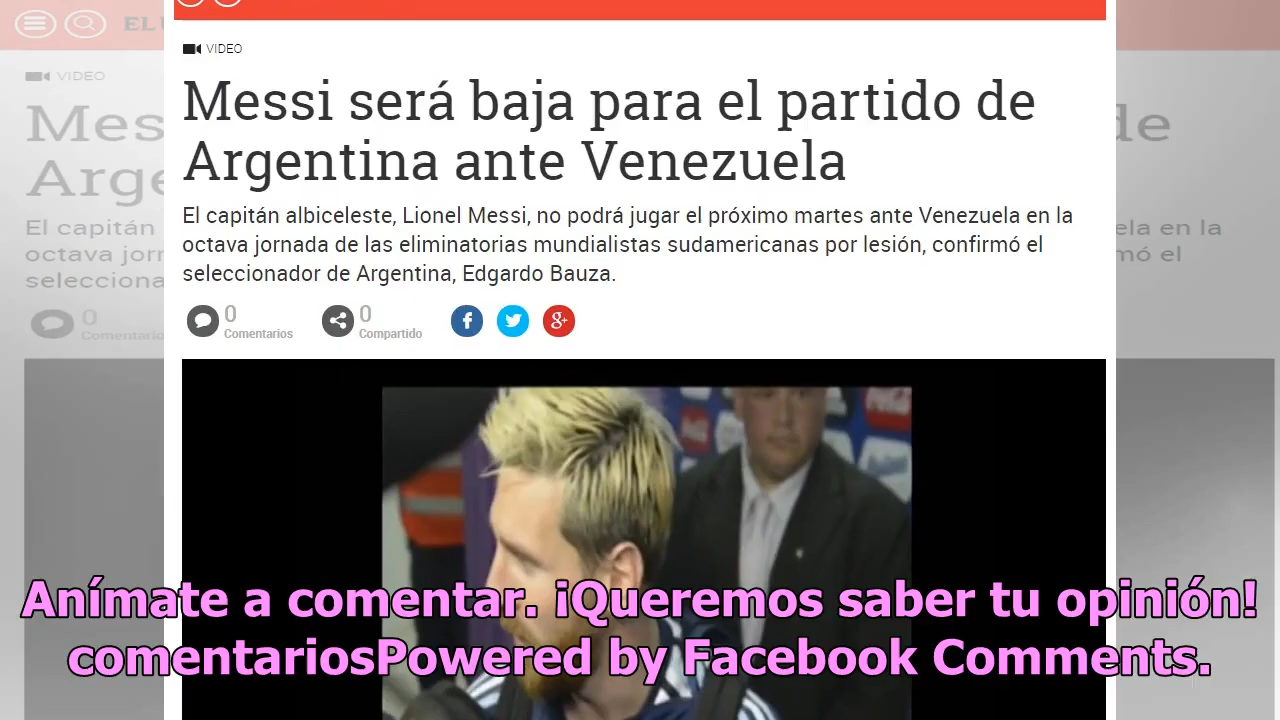 EL
VIDEO
Messi será baja para el partido de
Argentina ante Venezuela
El capitán albiceleste, Lionel Messi, no podrá jugar el próximo martes ante Venezuela en la
octava jornada de las eliminatorias mundialistas sudamericanas por lesión, confirmó el
seleccionador de Argentina, Edgardo Bauza.
0
Comentarios
0
Compartido
Anímate a comentar. ¡Queremos saber tu opinión!
comentariosPowered by Facebook Comments.